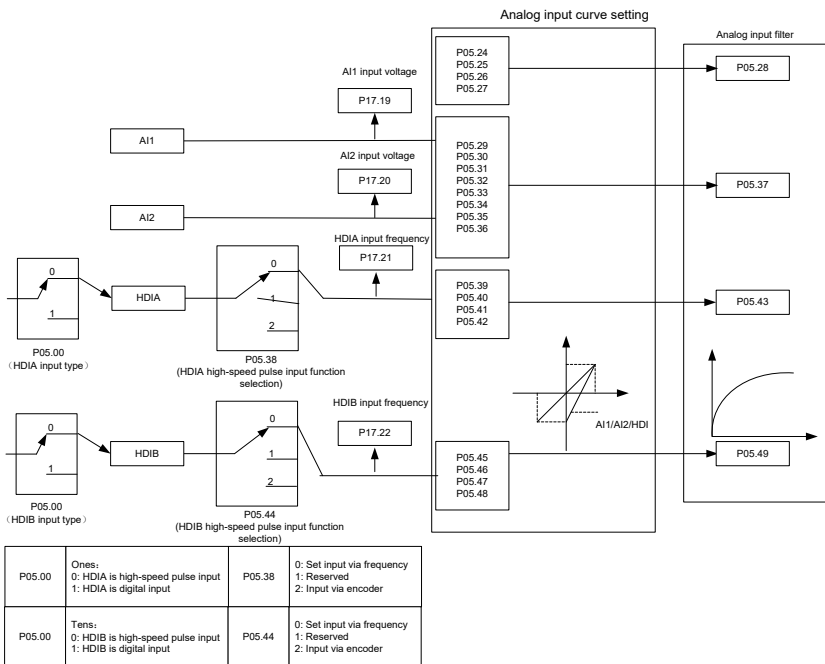 Analog input curve setting
Analog input filter
P05.24
P05.25
P05.26
P05.27
P05.28
AI1 input voltage
P17.19
AI1
AI2 input voltage
P17.20
AI2
P05.29
P05.30
P05.31
P05.32
P05.33
P05.34
P05.35
P05.36
P05.37
HDIA input frequency
P17.21
0
1
P05.00
（HDIA input type）
HDIA
0
1
2
P05.38
(HDIA high-speed pulse input function
selection)
P05.39
P05.40
P05.41
P05.42
P05.43
AI1/AI2/HDI
HDIB input frequency
P17.22
0
1
P05.00
（HDIB input type）
HDIB
0
1
2
P05.44
(HDIB high-speed pulse input function
selection)
P05.45
P05.46
P05.47
P05.48
P05.49
P05.00
Ones：
0: HDIA is high-speed pulse input
1: HDIA is digital input
P05.38
0: Set input via frequency
1: Reserved
2: Input via encoder
P05.00
Tens：
0: HDIB is high-speed pulse input
1: HDIB is digital input
P05.44
0: Set input via frequency
1: Reserved
2: Input via encoder